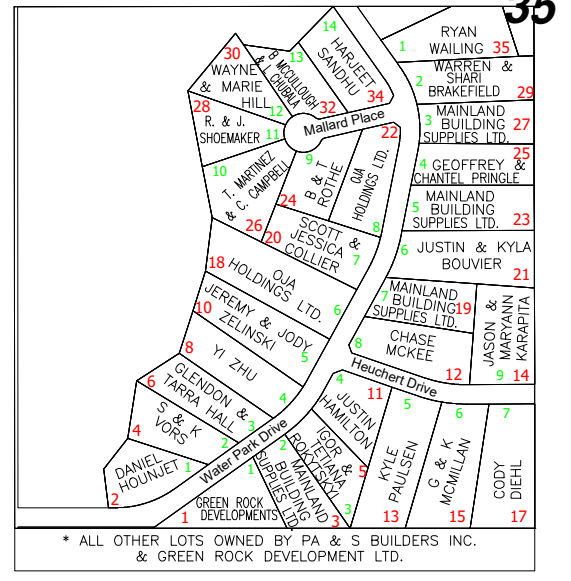 35
14
HARJEET
SANDHU
34
13
B MCCULLOUGH
& L CHUBALA
32
30
WAYNE
& MARIE
HILL
12
28
R. & J.
SHOEMAKER
11
Mallard Place
10
T. MARTINEZ
& C. CAMPBELL
26
9
B & T
ROTHE
24
22
OJA
HOLDINGS LTD.
8
20
SCOTT &
JESSICA
COLLIER
7
18
OJA
HOLDINGS LTD.
6
10
JEREMY & JODY
ZELINSKI
5
8
YI ZHU
4
6
GLENDON &
TARRA HALL
3
4
S & K
VORS
2
DANIEL
HOUNJET
1
2
Water Park Drive
1
RYAN
WAILING
35
2
WARREN &
SHARI
BRAKEFIELD
29
3
MAINLAND
BUILDING
SUPPLIES LTD.
27
25
4
GEOFFREY &
CHANTEL PRINGLE
5
MAINLAND
BUILDING
SUPPLIES LTD.
23
6
JUSTIN & KYLA
BOUVIER
21
7
MAINLAND
BUILDING
SUPPLIES LTD.
19
8
CHASE
MCKEE
12
JASON &
MARYANN
KARAPITA
9
14
Heuchert Drive
4
JUSTIN
HAMILTON
11
5
KYLE
PAULSEN
13
6
G & K
MCMILLAN
15
7
CODY
DIEHL
17
IGOR &
TETYANA
ROKYTSKYI
5
3
2
MAINLAND
BUILDING
SUPPLIES LTD.
3
1
GREEN ROCK
DEVELOPMENTS
1
* ALL OTHER LOTS OWNED BY PA & S BUILDERS INC.
& GREEN ROCK DEVELOPMENT LTD.